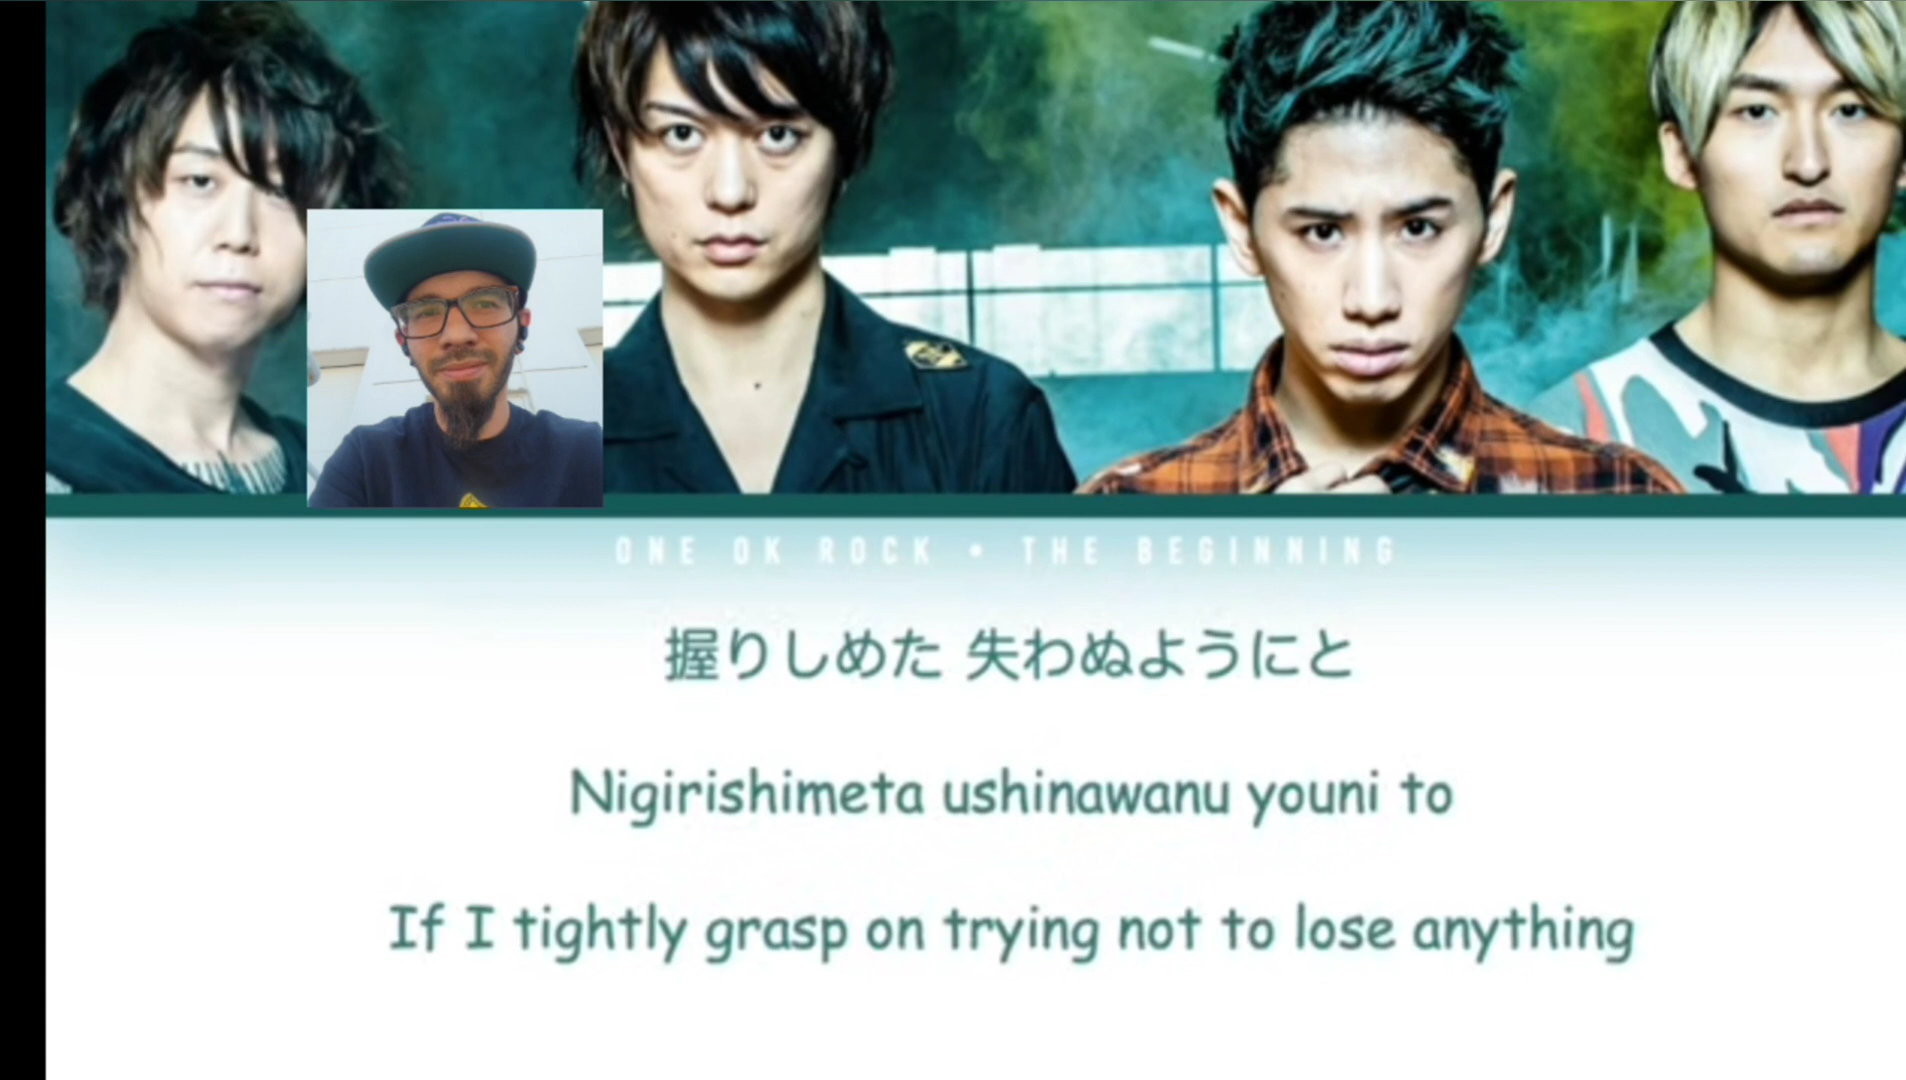 ONE OK ROCK • THE BEGINNING
握りしめた 失わぬようにと
Nigirishimeta ushinawanu youni to
If I tightly grasp on trying not to lose anything